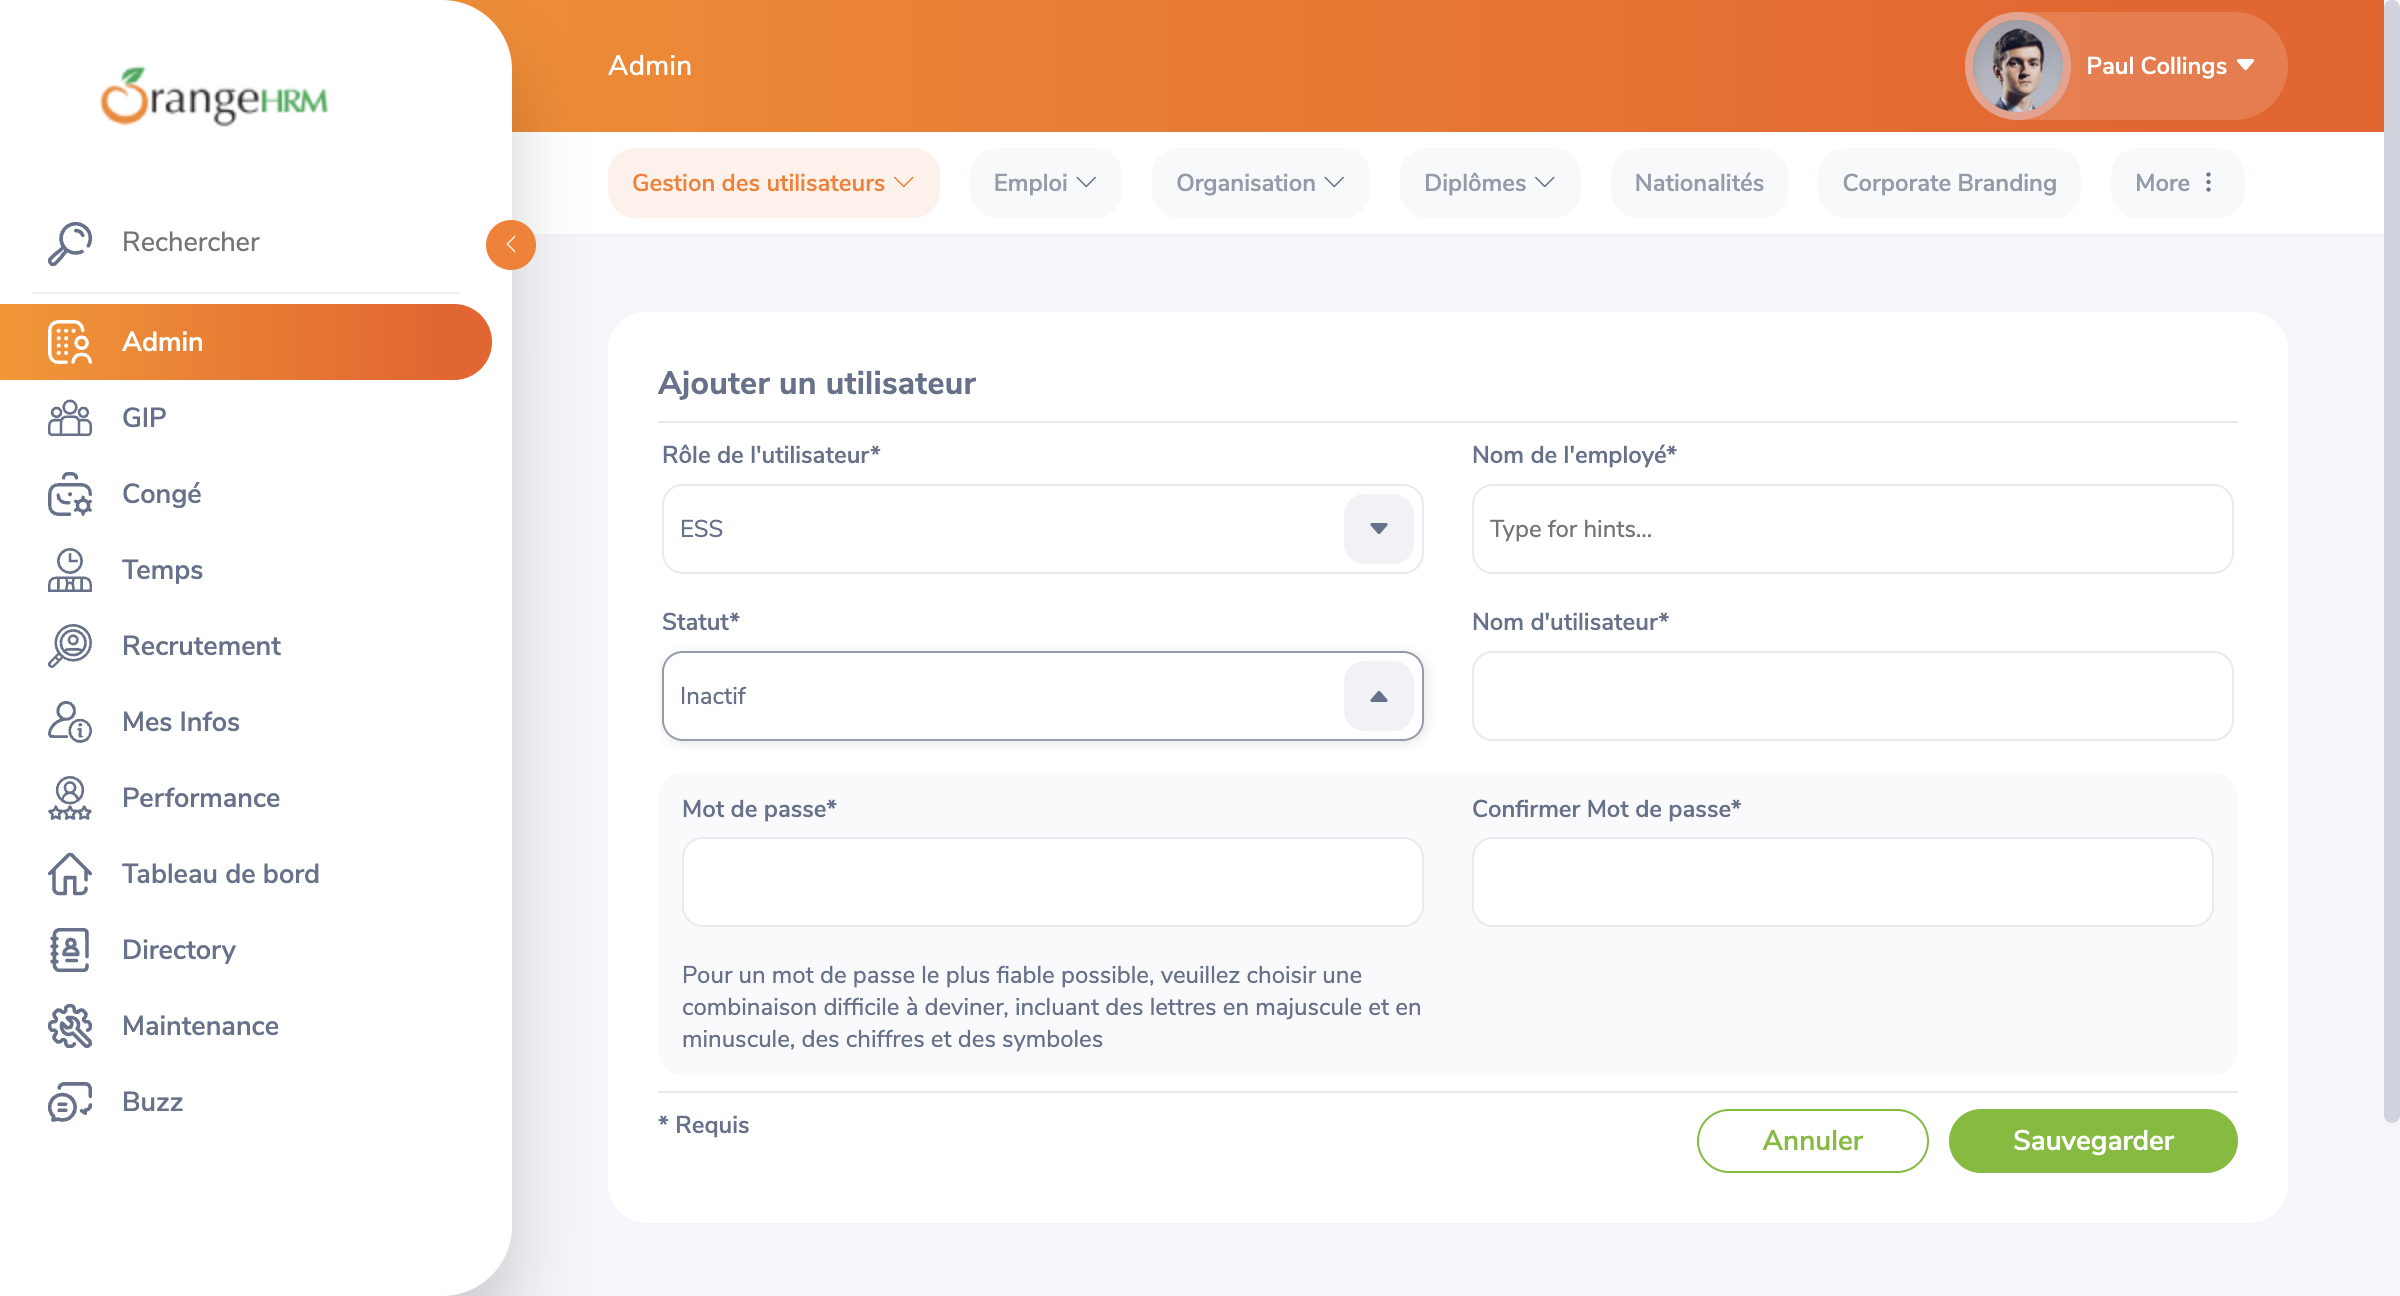 OrangeHRM
Rechercher
Admin
GIP
Congé
Temps
Recrutement
Mes Infos
Performance
Tableau de bord
Directory
Maintenance
Buzz
Admin
Paul Collings
Gestion des utilisateurs
Emploi
Organisation
Diplômes
Nationalités
Corporate Branding
More
Ajouter un utilisateur
Rôle de l'utilisateur*
ESS
Nom de l'employé*
Type for hints...
Statut*
Inactif
Nom d'utilisateur*
Mot de passe*
Confirmer Mot de passe*
Pour un mot de passe le plus fiable possible, veuillez choisir une
combinaison difficile à deviner, incluant des lettres en majuscule et en
minuscule, des chiffres et des symboles
* Requis
Annuler
Sauvegarder